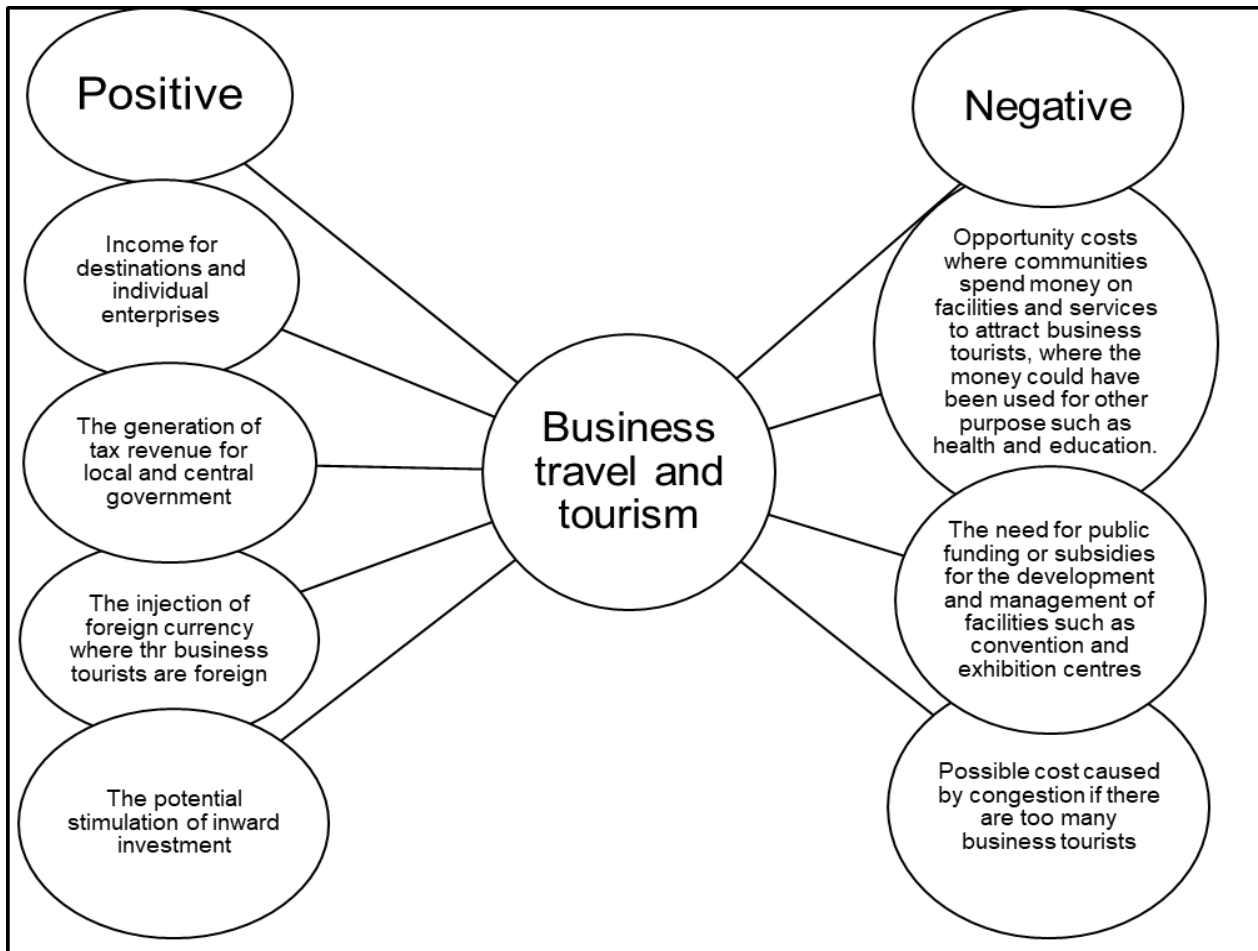 Positive
Income for
destinations and
individual
enterprises
The generation of
tax revenue for
local and central
government
The injection of
foreign currency
where thr business
tourists are foreign
The potential
stimulation of inward
investment
Business
travel and
tourism
Negative
Opportunity costs
where communities
spend money on
facilities and services
to attract business
tourists, where the
money could have
been used for other
purpose such as
health and education.
The need for public
funding or subsidies
for the development
and management of
facilities such as
convention and
exhibition centres
Possible cost caused
by congestion if there
are too many
business tourists